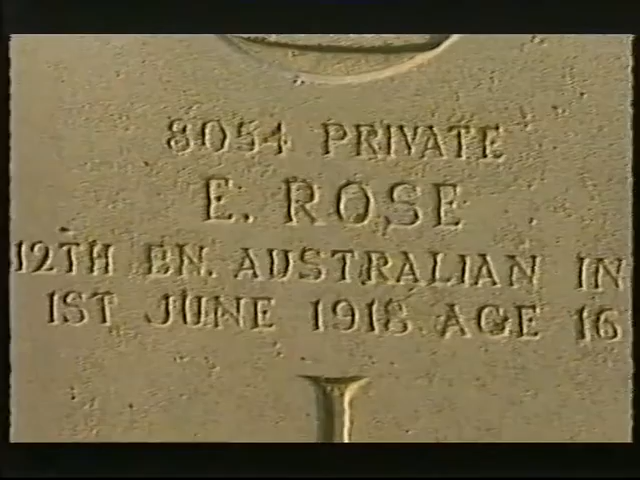 8054 PRIVATE
E. ROSE
12TH BN. AUSTRALIAN IN
1ST JUNE 1918 AGE 16